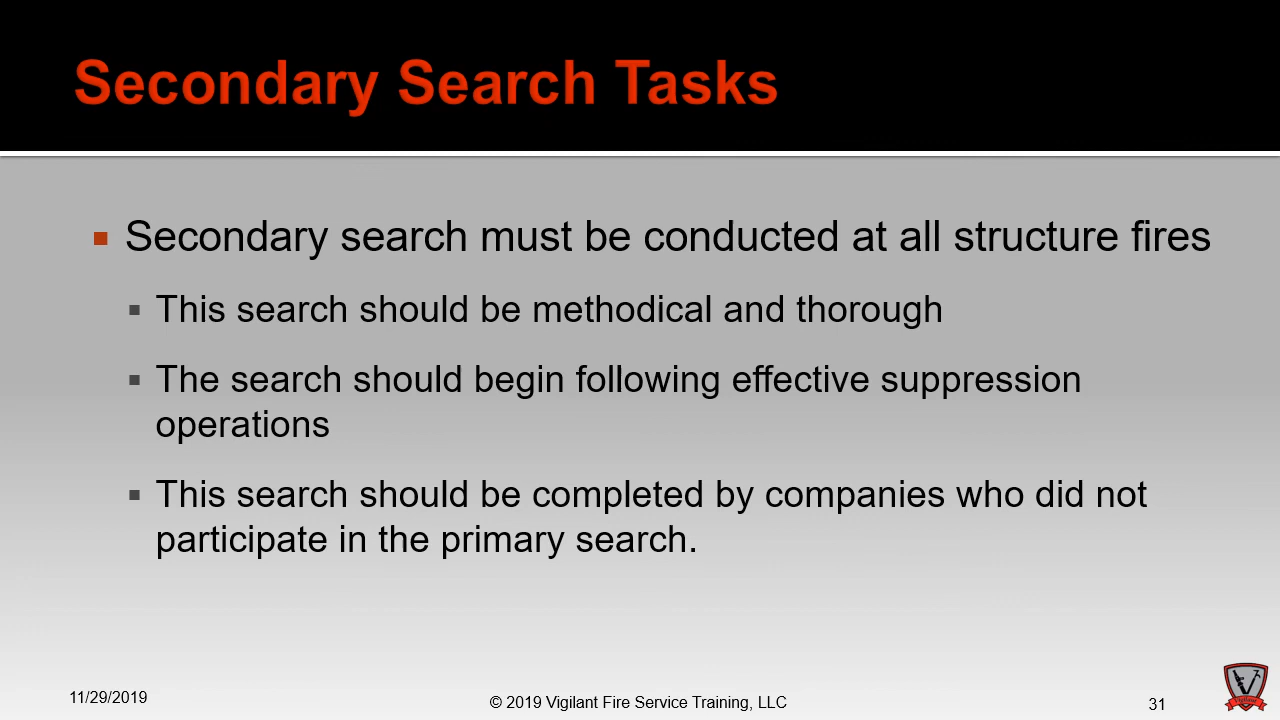 Secondary Search Tasks
Secondary search must be conducted at all structure fires
This search should be methodical and thorough
The search should begin following effective suppression
operations
This search should be completed by companies who did not
participate in the primary search.
11/29/2019
© 2019 Vigilant Fire Service Training, LLC
31
Vigilant